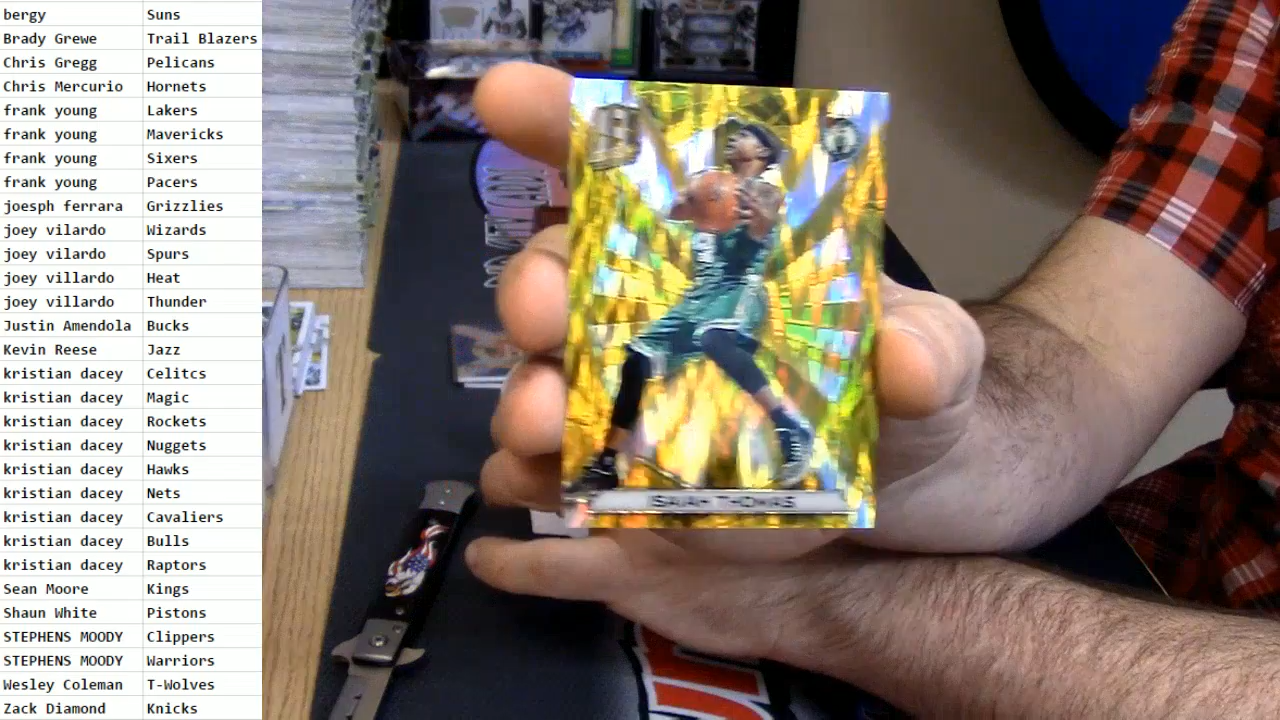 bergy Suns
Brady Grewe Trail Blazers
Chris Gregg Pelicans
Chris Mercurio Hornets
frank young Lakers
frank young Mavericks
frank young Sixers
frank young Pacers
joesph ferrara Grizzlies
joey vilardo Wizards
joey vilardo Spurs
joey villardo Heat
joey villardo Thunder
Justin Amendola Bucks
Kevin Reese Jazz
kristian dacey Celitcs
kristian dacey Magic
kristian dacey Rockets
kristian dacey Nuggets
kristian dacey Hawks
kristian dacey Nets
kristian dacey Cavaliers
kristian dacey Bulls
kristian dacey Raptors
Sean Moore Kings
Shaun White Pistons
STEPHENS MOODY Clippers
STEPHENS MOODY Warriors
Wesley Coleman T-Wolves
Zack Diamond Knicks
ISAIAH THOMAS